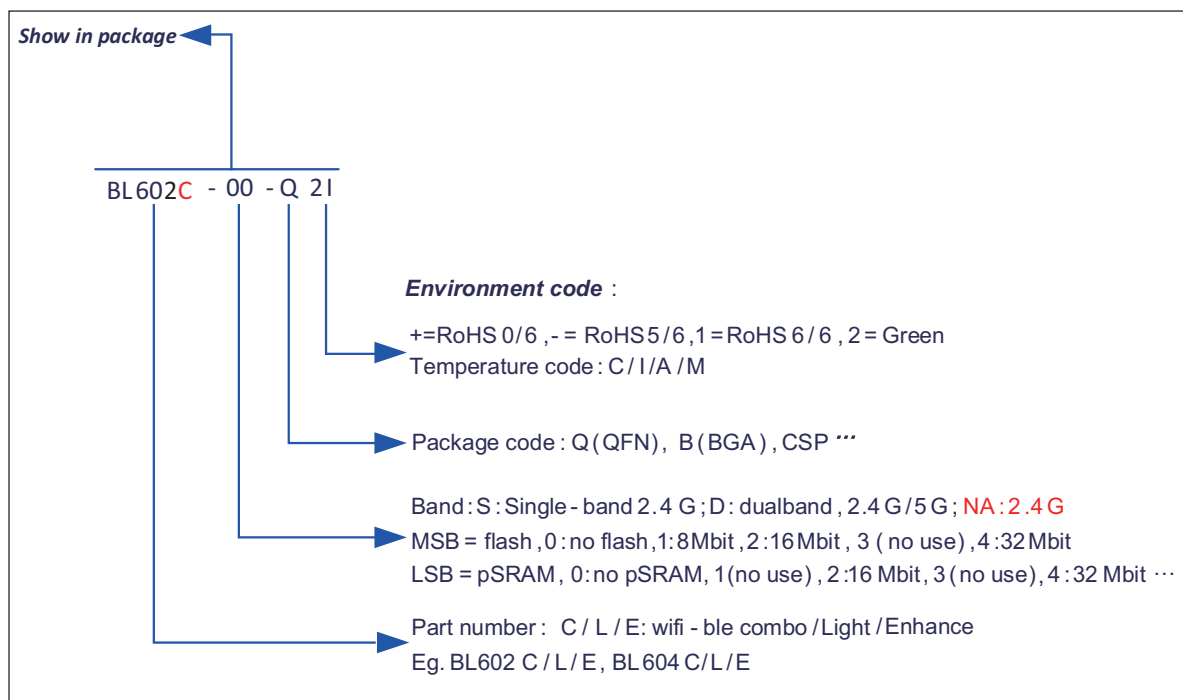 Show in package
BL602C - 00 - Q 2I
Environment code :
+=RoHS 0/6 , - = RoHS 5/6 ,1 = RoHS 6/6 , 2 = Green
Temperature code : C / I / A / M
Package code : Q (QFN), B (BGA) , CSP ···
Band : S : Single - band 2.4 G ; D : dualband , 2.4 G / 5 G ; NA : 2.4 G
MSB = flash , 0 : no flash, 1: 8 Mbit , 2 :16 Mbit , 3 ( no use) , 4 :32 Mbit
LSB = pSRAM , 0 : no pSRAM , 1 (no use) , 2 :16 Mbit , 3 (no use), 4 : 32 Mbit ···
Part number : C / L / E: wifi - ble combo / Light / Enhance
Eg. BL602 C / L / E , BL604 C/L/E